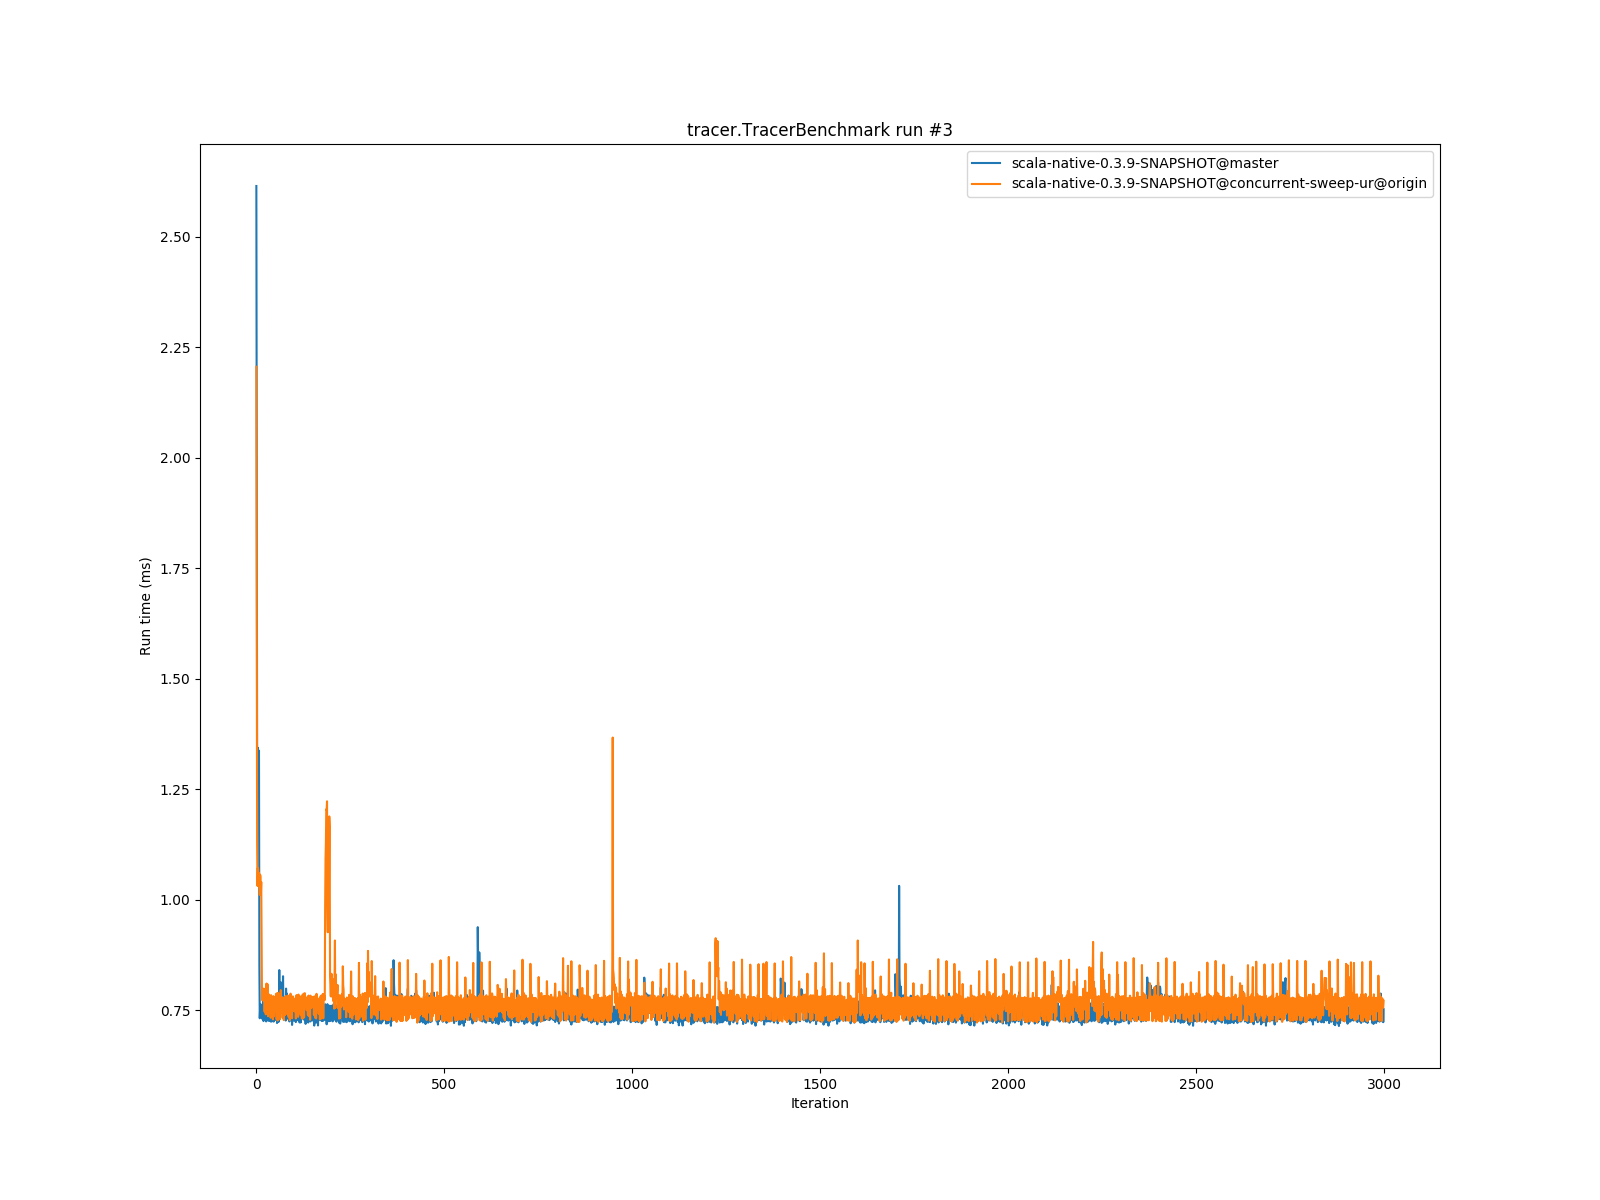 tracer.TracerBenchmark run #3
scala-native-0.3.9-SNAPSHOT@master
scala-native-0.3.9-SNAPSHOT@concurrent-sweep-ur@origin
2.50
2.25
2.00
1.75
1.50
1.25
1.00
0.75
Run time (ms)
0 500 1000 1500 2000 2500 3000
Iteration